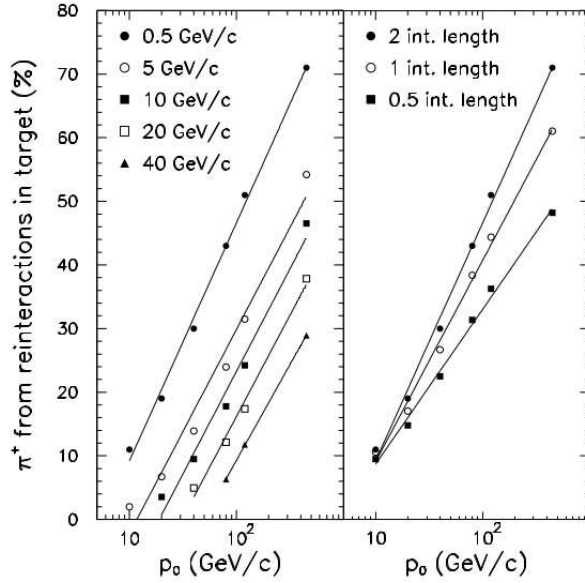 π⁺ from reinteractions in target (%)
70
60
50
40
30
20
10
0
0.5 GeV/c
5 GeV/c
10 GeV/c
20 GeV/c
40 GeV/c
10
10²
p₀ (GeV/c)
2 int. length
1 int. length
0.5 int. length
10
10²
p₀ (GeV/c)